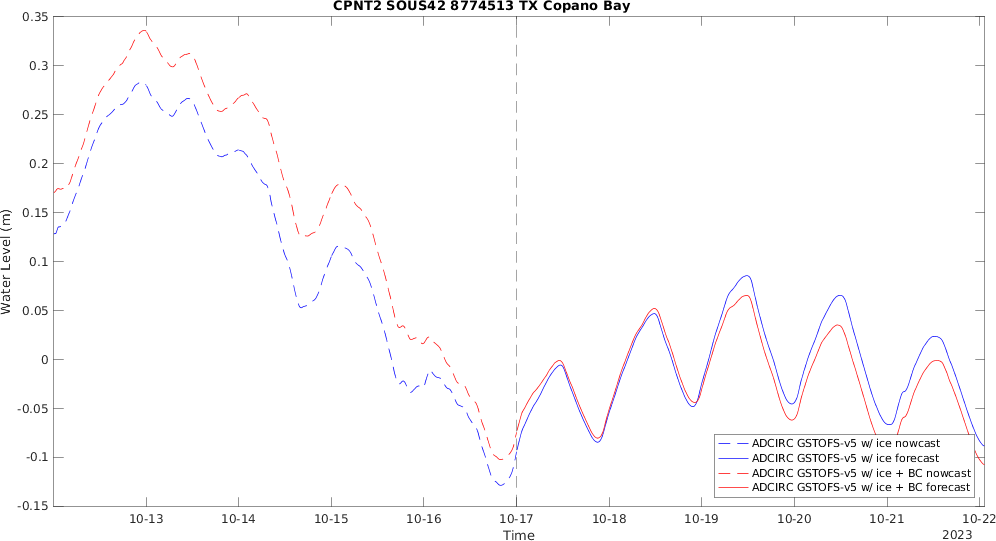 CPNT2 SOUS42 8774513 TX Copano Bay
Water Level (m)
0.35
0.3
0.25
0.2
0.15
0.1
0.05
0
-0.05
-0.1
-0.15
ADCIRC GSTOFS-v5 w/ ice nowcast
ADCIRC GSTOFS-v5 w/ ice forecast
ADCIRC GSTOFS-v5 w/ ice + BC nowcast
ADCIRC GSTOFS-v5 w/ ice + BC forecast
10-13 10-14 10-15 10-16 10-17 10-18 10-19 10-20 10-21 10-22
Time
2023